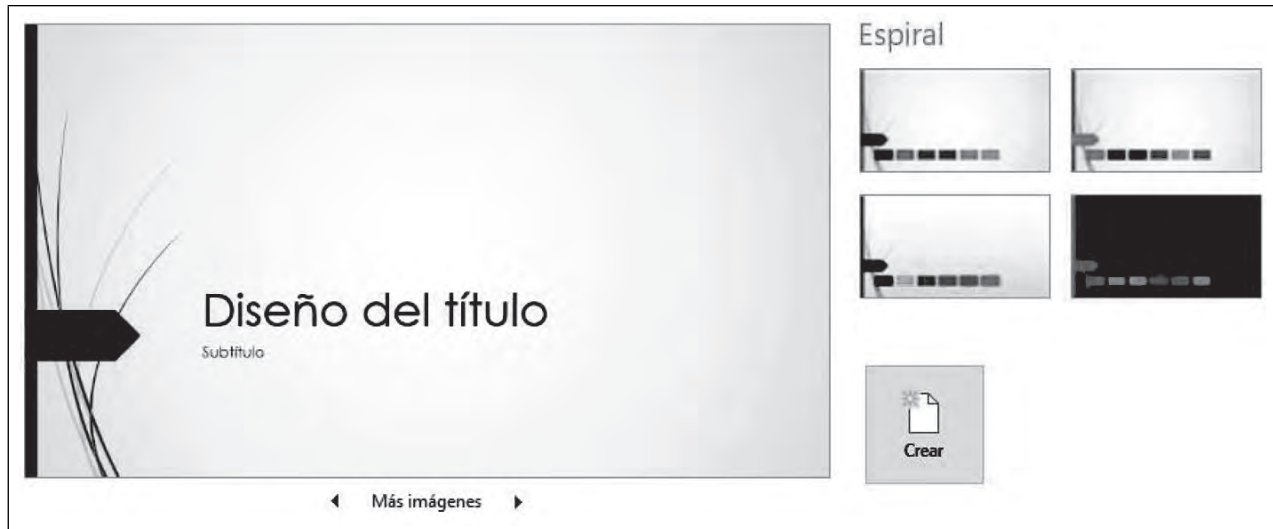 Espiral
Diseño del título
Subtítulo
Crear
Más imágenes